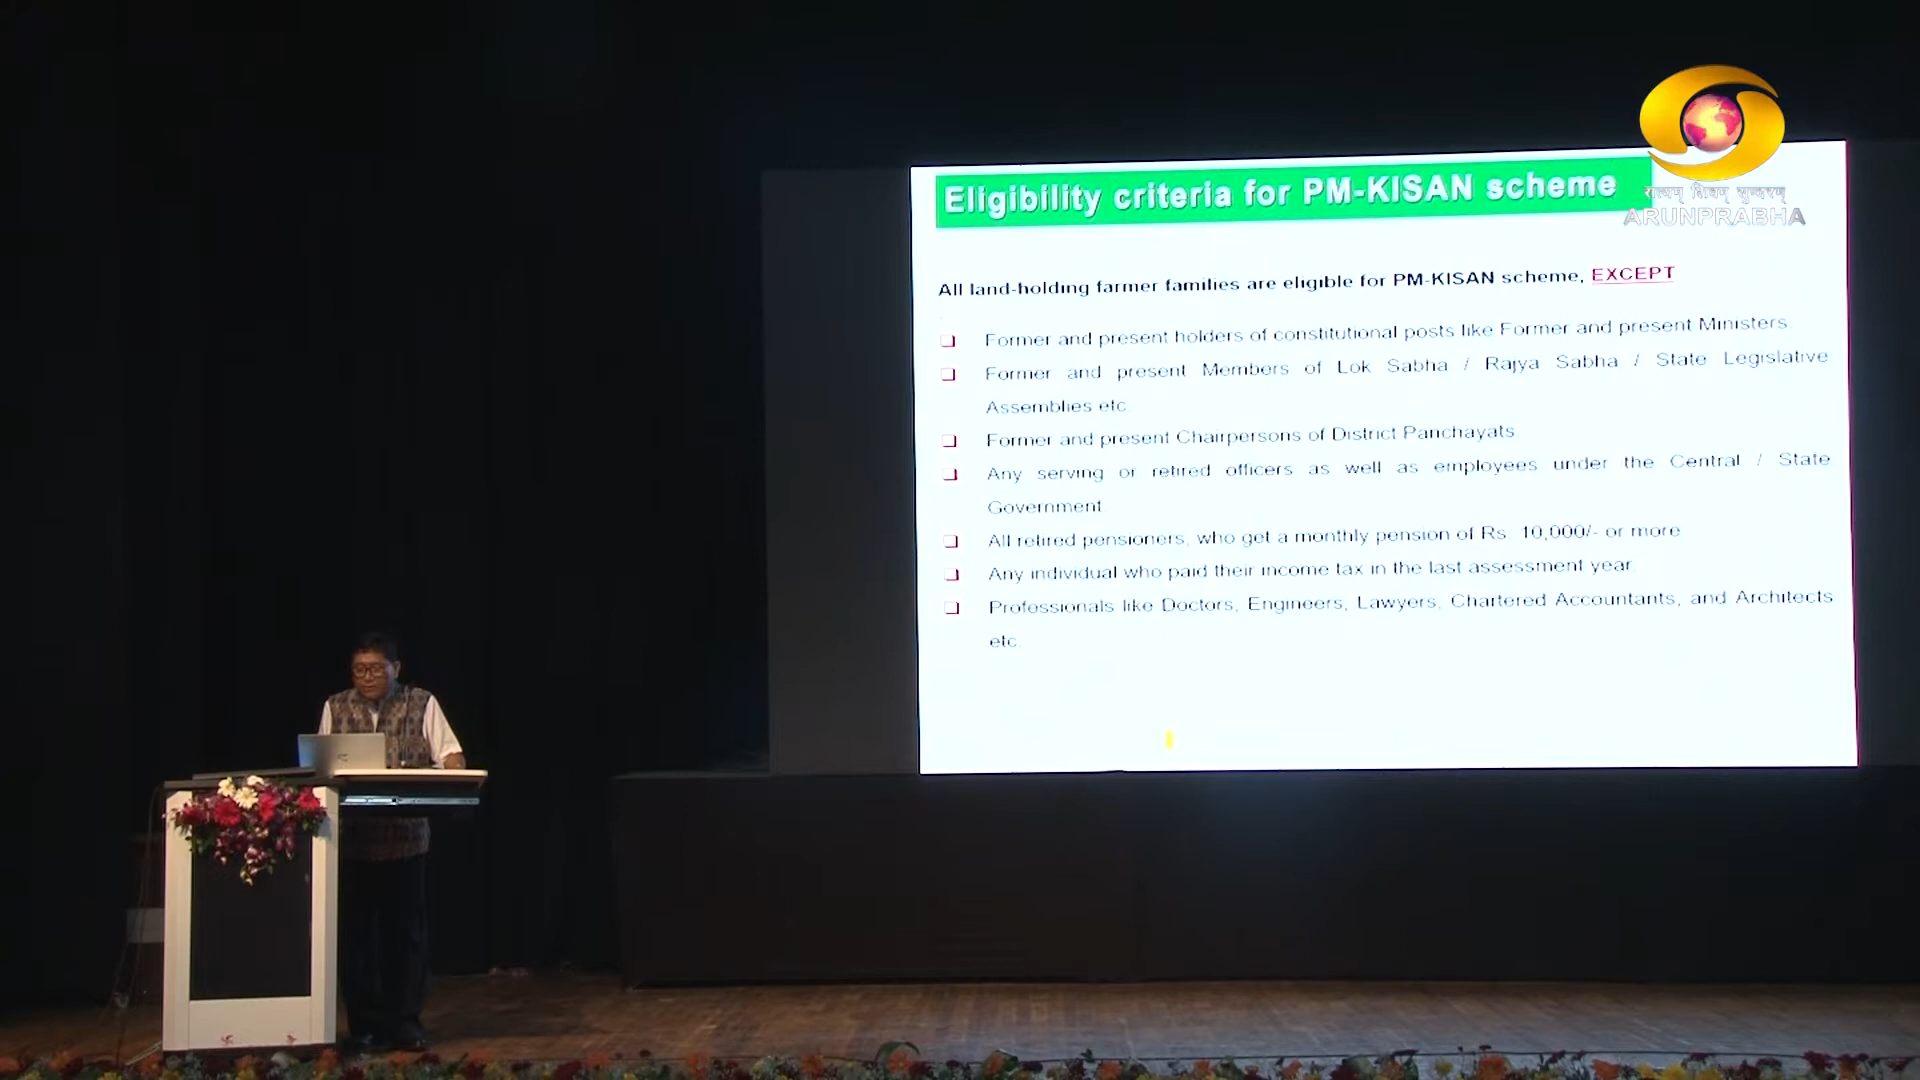 Eligibility criteria for PM-KISAN scheme
सत्यम् शिवम् सुन्दरम्
ARUNPRABHA
All land-holding farmer families are eligible for PM-KISAN scheme, EXCEPT
Former and present holders of constitutional posts like Former and present Ministers
Former and present Members of Lok Sabha / Rajya Sabha / State Legislative
Assemblies etc
Former and present Chairpersons of District Panchayats
Any serving or retired officers as well as employees under the Central / State
Government
All retired pensioners, who get a monthly pension of Rs. 10,000/- or more
Any individual who paid their income tax in the last assessment year
Professionals like Doctors, Engineers, Lawyers, Chartered Accountants, and Architects
etc